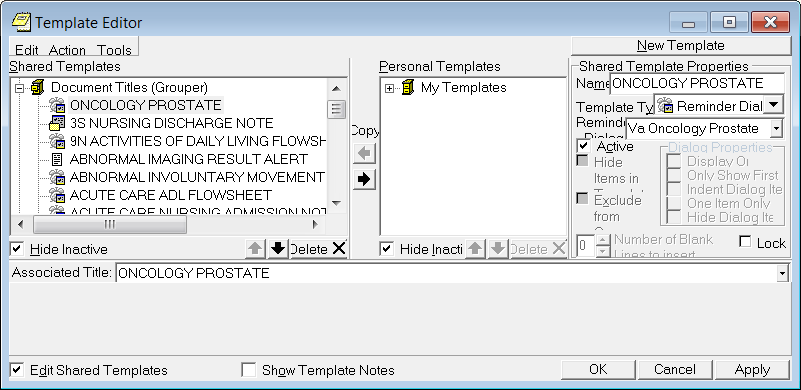 Template Editor
Edit Action Tools
New Template
Shared Templates
Personal Templates
Shared Template Properties
Document Titles (Grouper)
ONCOLOGY PROSTATE
3S NURSING DISCHARGE NOTE
9N ACTIVITIES OF DAILY LIVING FLOWSH
ABNORMAL IMAGING RESULT ALERT
ABNORMAL INVOLUNTARY MOVEMENT
ACUTE CARE ADL FLOWSHEET
ACUTE CARE NURSING ADMISSION NOT
Hide Inactive
Delete
Copy
My Templates
Hide Inacti
Delete
Name
ONCOLOGY PROSTATE
Template Ty
Reminder Dial
Reminder
Dialog
Va Oncology Prostate
Active
Hide
Items in
Exclude
from
Dialog Properties
Display Or
Only Show First
Indent Dialog Ite
One Item Only
Hide Dialog Ite
0
Number of Blank
Lines to insert
Lock
Associated Title:
ONCOLOGY PROSTATE
Edit Shared Templates
Show Template Notes
OK
Cancel
Apply